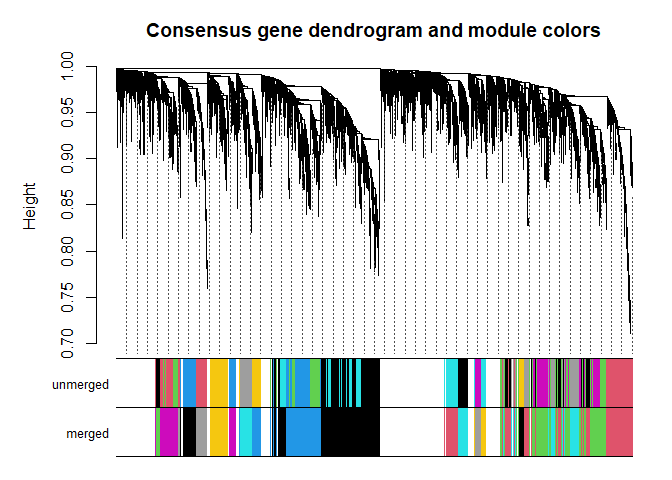 Consensus gene dendrogram and module colors
Height
1.00
0.95
0.90
0.85
0.80
0.75
0.70
unmerged
merged